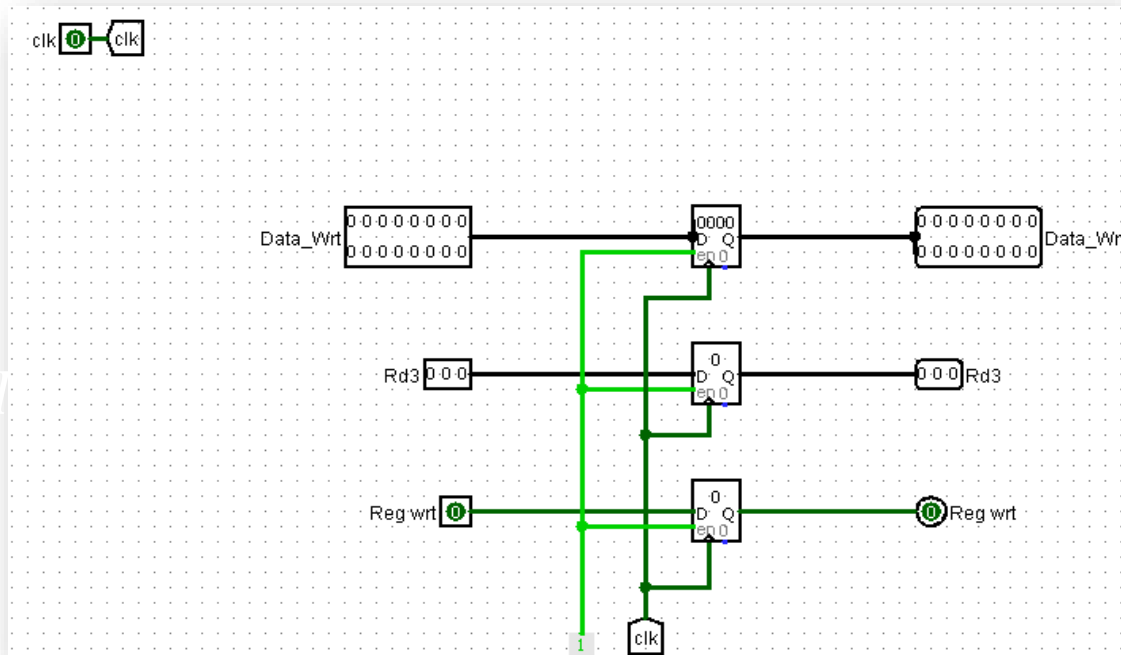 clk 0 clk
0 0 0 0 0 0 0 0
0 0 0 0 0 0 0 0
Data_Wrt
0000
D Q
en 0
0 0 0 0 0 0 0 0
0 0 0 0 0 0 0 0
Data_Wr
Rd3 0 0 0
0
D Q
en 0
0 0 0 Rd3
Reg wrt 0
0
D Q
en 0
0 Reg wrt
1
clk